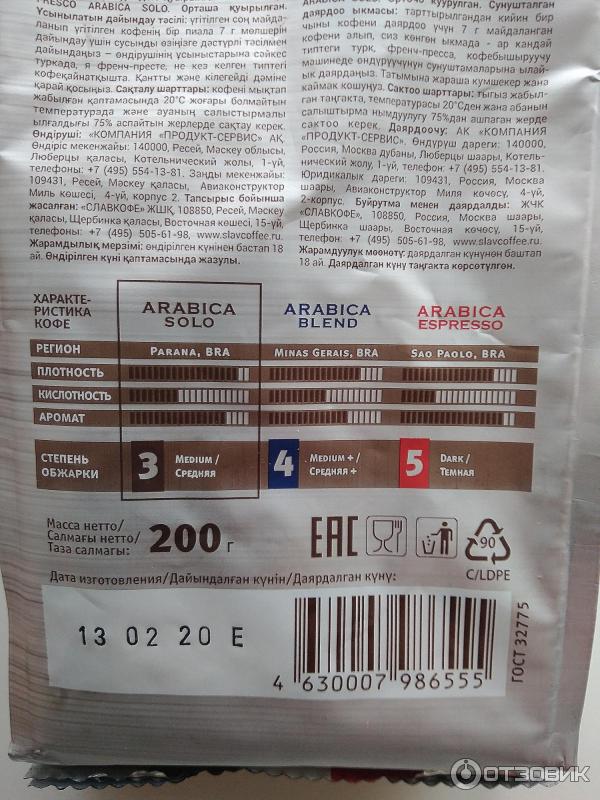 FRESCO ARABICA SOLO. Орташа қуырылған.
Ұсынылатын дайындау тәсілі: үгітілген соң майда-
ланып үгітілген кофенің бір пиала 7 г мөлшерін
дайындау үшін сусынды өзіңізге дәстүрлі тәсілмен
дайындаңыз – өндірушінің ұсыныстарына сәйкес
туркада, я френч-престе, не кез келген типтегі
кофеқайнатқышта. Қантты және кілегейді дәміне
қарай қосыңыз. Сақталу шарттары: кофені мықтап
жабылған қаптамасында 20°С жоғары болмайтын
температурада және ауаның салыстырмалы
ылғалдылығы 75% аспайтын жерлерде сақтау керек.
Өндіруші: «КОМПАНИЯ «ПРОДУКТ-СЕРВИС» АҚ.
Өндіріс мекенжайы: 140000, Ресей, Мәскеу облысы,
Люберцы қаласы, Котельнический жолы, 1-үй,
телефоны: +7 (495) 554-13-81. Заңды мекенжайы:
109431, Ресей, Мәскеу қаласы, Авиаконструктор
Миль көшесі, 4-үй, корпус 2. Тапсырыс бойынша
жасалған: «СЛАВКОФЕ» ЖШҚ, 108850, Ресей, Мәскеу
қаласы, Щербинка қаласы, Восточная көшесі, 15-үй,
телефоны: +7 (495) 505-61-98, www.slavcoffee.ru.
Жарамдылық мерзімі: өндірілген күнінен бастап 18
ай. Өндірілген күні қаптамасында жазулы.
ARABICA SOLO. Орточо куурулган. Сунушталган
даярдоо ыкмасы: тарттырылгандан кийин бир
чыны кофени даярдоо үчүн 7 г майдаланган
кофени алып, сиз көнгөн ыкмада - ар кандай
типтеги турк, френч-пресса, кофебышыруучу
машинеде өндүрүүчүнүн сунуштамаларына ылай-
ык даярдаңыз. Татымына жараша кумшекер жана
каймак кошуңуз. Сактоо шарттары: тыгыз жабыл-
ган таңгакта, температурасы 20°Сден жана абанын
салыштырма нымдуулугу 75%дан ашпаган жерде
сактоо керек. Даярдоочу: АК «КОМПАНИЯ
«ПРОДУКТ-СЕРВИС». Өндүрүш дареги: 140000,
Россия, Москва дубаны, Люберцы шаары, Котель-
нический жолу, 1-үй, телефону: +7 (495) 554-13-81.
Юридикалык дареги: 109431, Россия, Москва
шаары, Авиаконструктор Миля көчөсү, 4-үй,
2-корпус. Буйрутма менен даярдалды: ЖЧК
«СЛАВКОФЕ», 108850, Россия, Москва шаары,
Щербинка шаары, Восточная көчөсү, 15-үй,
телефону: +7 (495) 505-61-98, www.slavcoffee.ru.
Жарамдуулук мөөнөтү: даярдалган күнүнөн баштап
18 ай. Даярдалган күнү таңгакта көрсөтүлгөн.
ХАРАКТЕ-
РИСТИКА
КОФЕ
ARABICA
SOLO
ARABICA
BLEND
ARABICA
ESPRESSO
РЕГИОН
PARANA, BRA
MINAS GERAIS, BRA
SAO PAOLO, BRA
ПЛОТНОСТЬ
КИСЛОТНОСТЬ
АРОМАТ
СТЕПЕНЬ
ОБЖАРКИ
3
MEDIUM/
СРЕДНЯЯ
4
MEDIUM +/
СРЕДНЯЯ +
5
DARK/
ТЕМНАЯ
Масса нетто/
Салмағы нетто/
Таза салмагы:
200 г
EAC
90
C/LDPE
Дата изготовления/Дайындалған күнін/Даярдалган күнү:
13 02 20 E
4 630007 986555
ГОСТ 32775
ОТЗОВИК